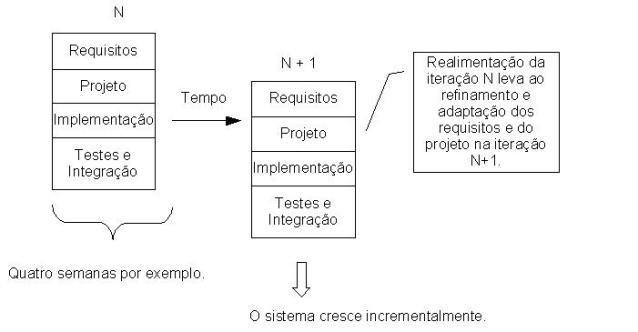 N
Requisitos
Projeto
Implementação
Testes e
Integração
Quatro semanas por exemplo.
Tempo
N + 1
Requisitos
Projeto
Implementação
Testes e
Integração
O sistema cresce incrementalmente.
Realimentação da
iteração N leva ao
refinamento e
adaptação dos
requisitos e do
projeto na iteração
N+1.